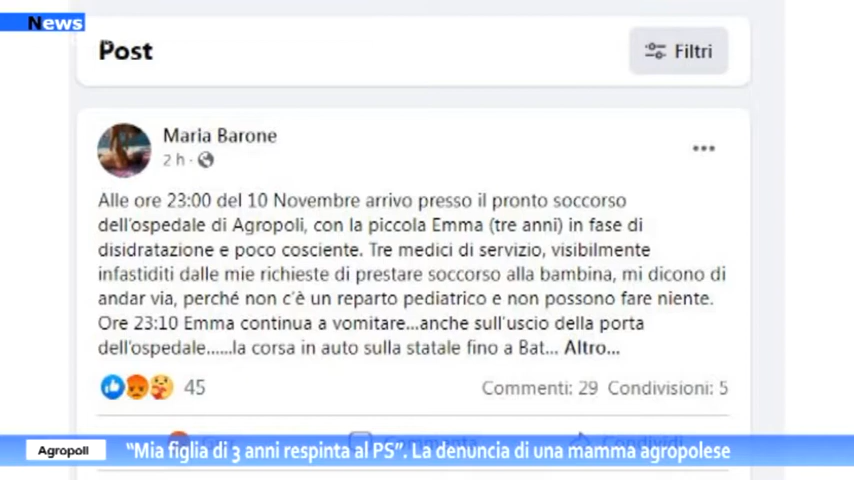 News
Post
Filtri
Maria Barone
2 h ·
Alle ore 23:00 del 10 Novembre arrivo presso il pronto soccorso
dell'ospedale di Agropoli, con la piccola Emma (tre anni) in fase di
disidratazione e poco cosciente. Tre medici di servizio, visibilmente
infastiditi dalle mie richieste di prestare soccorso alla bambina, mi dicono di
andar via, perché non c'è un reparto pediatrico e non possono fare niente.
Ore 23:10 Emma continua a vomitare...anche sull'uscio della porta
dell'ospedale......la corsa in auto sulla statale fino a Bat... Altro...
45
Commenti: 29 Condivisioni: 5
Agropoli
“Mia figlia di 3 anni respinta al PS”. La denuncia di una mamma agropolese